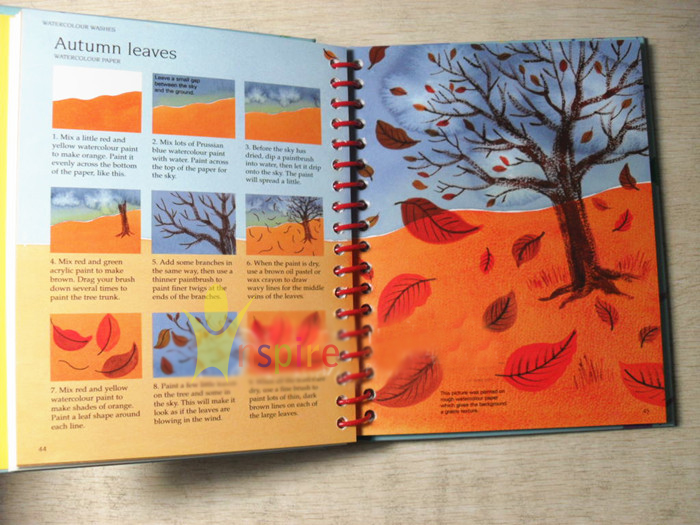 WATERCOLOUR WASHES
Autumn leaves
WATERCOLOUR PAPER
Leave a small gap
between the sky
and the ground.
1. Mix a little red and
yellow watercolour paint
to make orange. Paint it
evenly across the bottom
of the paper, like this.
2. Mix lots of Prussian
blue watercolour paint
with water. Paint across
the top of the paper for
the sky.
3. Before the sky has
dried, dip a paintbrush
into water, then let it drip
onto the sky. The paint
will spread a little.
4. Mix red and green
acrylic paint to make
brown. Drag your brush
down several times to
paint the tree trunk.
5. Add some branches in
the same way, then use a
thinner paintbrush to
paint finer twigs at the
ends of the branches.
6. When the paint is dry,
use a brown oil pastel or
wax crayon to draw
wavy lines for the middle
veins of the leaves.
7. Mix red and yellow
watercolour paint to
make shades of orange.
Paint a leaf shape around
each line.
8. Paint a few little leaves
on the tree and some in
the sky. This will make it
look as if the leaves are
blowing in the wind.
dry, use a fine brush to
paint lots of thin, dark
brown lines on each of
the large leaves.
This picture was painted on
rough watercolour paper
which gives the background
a grainy texture.
44
45
nspire